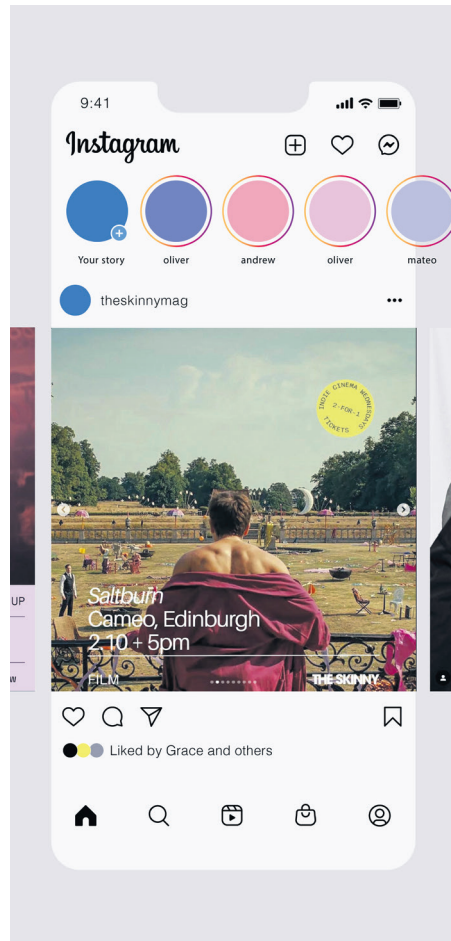 9:41
Instagram
Your story
oliver
andrew
oliver
mateo
theskinnymag
INDIE CINEMA WEDNESDAYS
2-FOR-1
TICKETS
UP
Saltburn
Cameo, Edinburgh
2.10 + 5pm
FILM
THE SKINNY
Liked by Grace and others